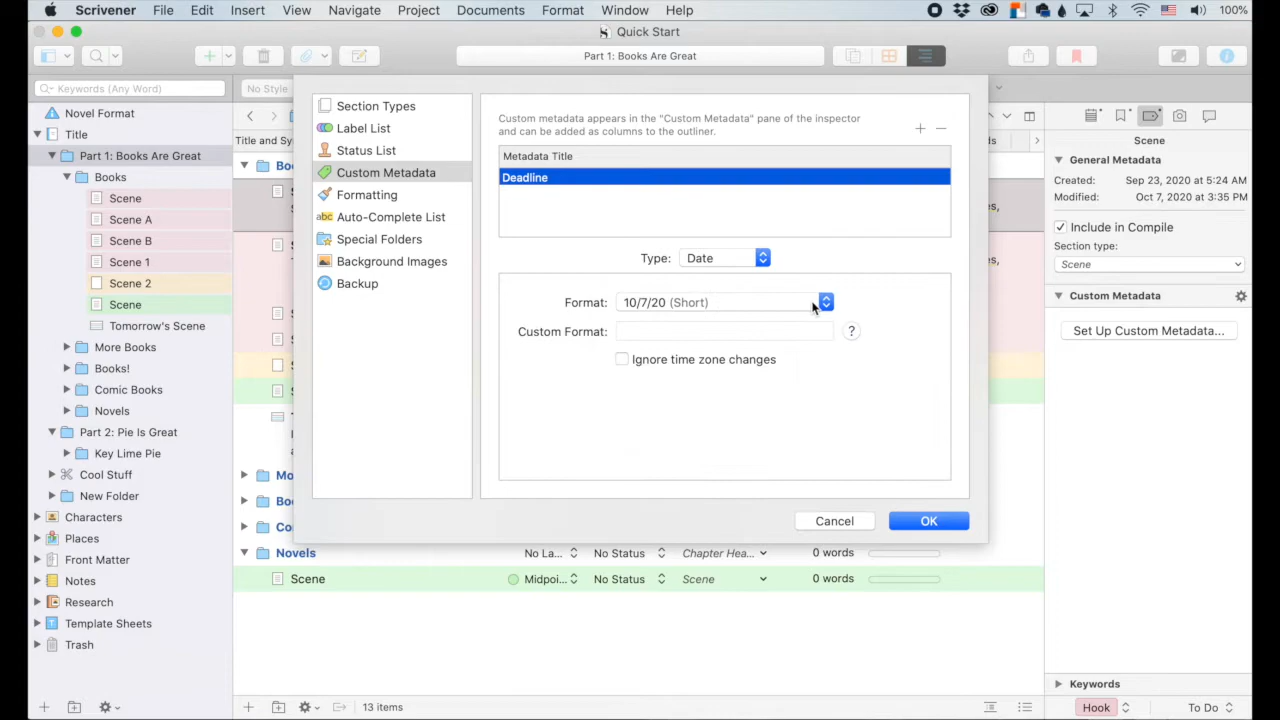 Scrivener File Edit Insert View Navigate Project Documents Format Window Help 100%
Quick Start
Part 1: Books Are Great
Keywords (Any Word)
No Style
Novel Format
Title
Part 1: Books Are Great
Books
Scene
Scene A
Scene B
Scene 1
Scene 2
Scene
Tomorrow's Scene
More Books
Books!
Comic Books
Novels
Part 2: Pie Is Great
Key Lime Pie
Cool Stuff
New Folder
Characters
Places
Front Matter
Notes
Research
Template Sheets
Trash
Title and Sy
Section Types
Label List
Status List
Custom Metadata
Formatting
Auto-Complete List
Special Folders
Background Images
Backup
Custom metadata appears in the "Custom Metadata" pane of the inspector
and can be added as columns to the outliner.
Metadata Title
Deadline
Type: Date
Format: 10/7/20 (Short)
Custom Format: ?
Ignore time zone changes
Cancel OK
Novels No La... No Status Chapter Hea... 0 words
Scene Midpoi... No Status Scene 0 words
13 items
Scene
General Metadata
Created: Sep 23, 2020 at 5:24 AM
Modified: Oct 7, 2020 at 3:35 PM
Include in Compile
Section type:
Scene
Custom Metadata
Set Up Custom Metadata...
Keywords
Hook To Do